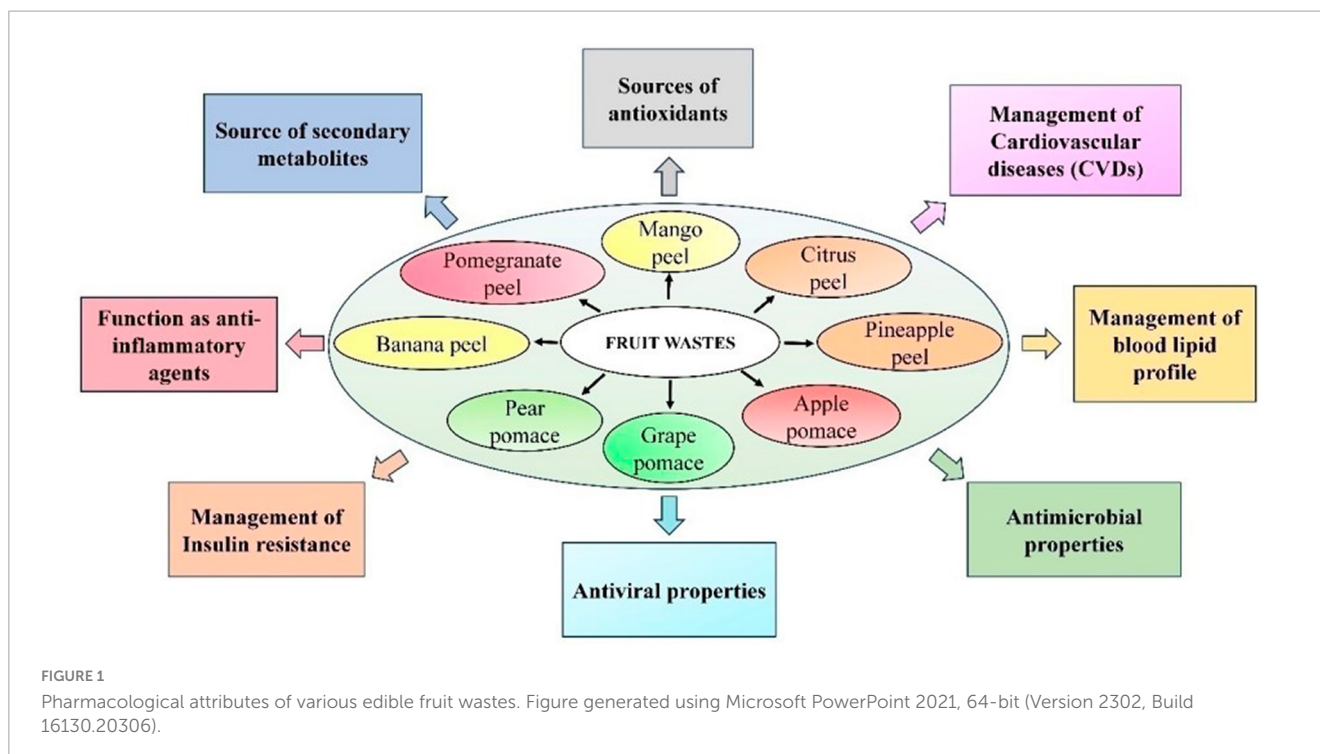 Sources of
antioxidants
Source of secondary
metabolites
Management of
Cardiovascular
diseases (CVDs)
Mango
peel
Pomegranate
peel
Citrus
peel
Function as anti-
inflammatory
agents
Banana peel
FRUIT WASTES
Pineapple
peel
Management of
blood lipid
profile
Pear
pomace
Grape
pomace
Apple
pomace
Management of
Insulin resistance
Antiviral properties
Antimicrobial
properties
FIGURE 1
Pharmacological attributes of various edible fruit wastes. Figure generated using Microsoft PowerPoint 2021, 64-bit (Version 2302, Build
16130.20306).